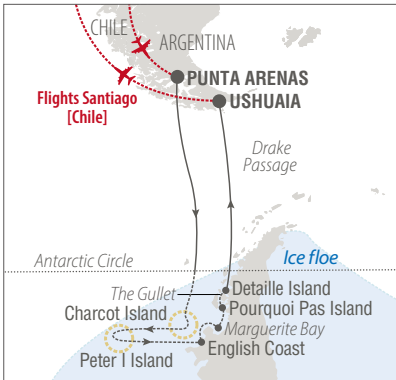 CHILE
ARGENTINA
PUNTA ARENAS
USHUAIA
Flights Santiago
[Chile]
Drake
Passage
Antarctic Circle
Ice floe
The Gullet
Detaille Island
Charcot Island
Pourquoi Pas Island
Marguerite Bay
Peter I Island
English Coast